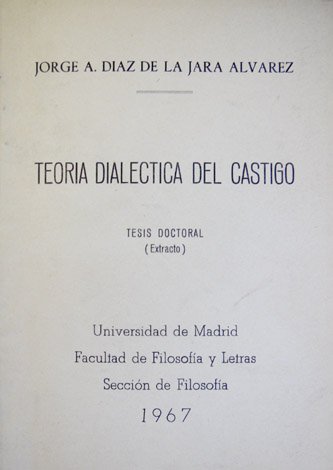 JORGE A. DIAZ DE LA JARA ALVAREZ
TEORIA DIALECTICA DEL CASTIGO
TESIS DOCTORAL
(Extracto)
Universidad de Madrid
Facultad de Filosofía y Letras
Sección de Filosofía
1967